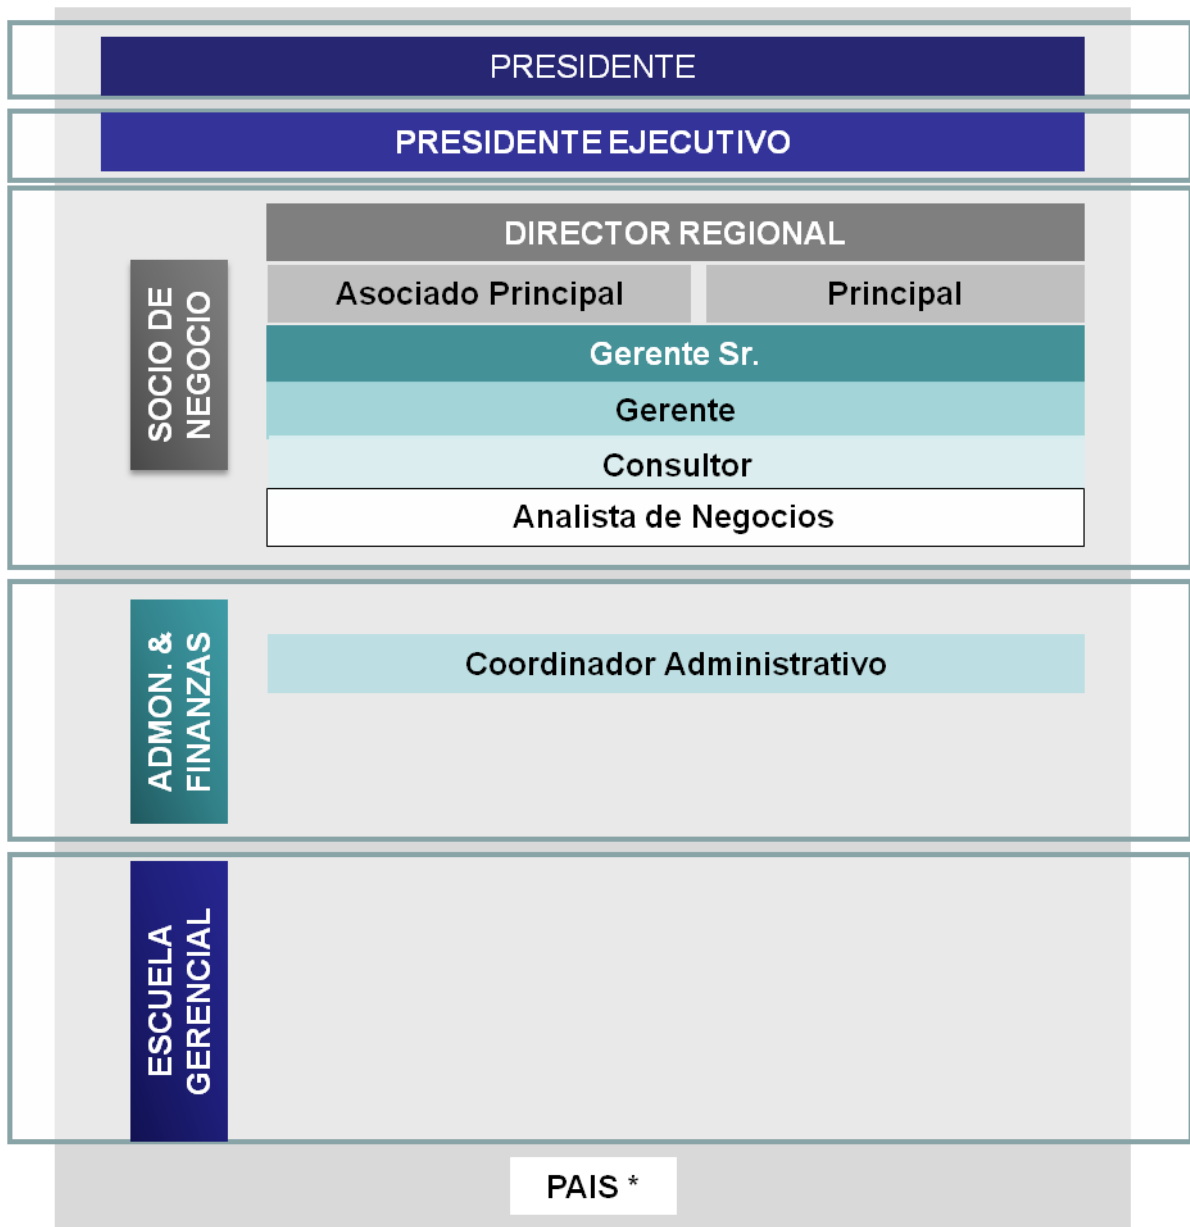 PRESIDENTE
PRESIDENTE EJECUTIVO
SOCIO DE
NEGOCIO
DIRECTOR REGIONAL
Asociado Principal
Principal
Gerente Sr.
Gerente
Consultor
Analista de Negocios
ADMON. &
FINANZAS
Coordinador Administrativo
ESCUELA
GERENCIAL
PAIS *